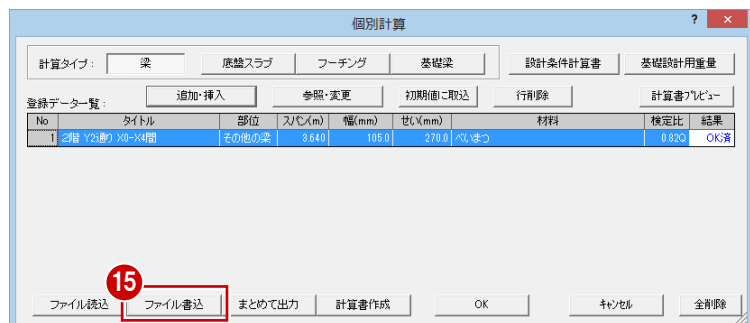 個別計算 ? ×
計算タイプ: 梁 底盤スラブ フーチング 基礎梁 設計条件計算書 基礎設計用重量
登録データ一覧: 追加・挿入 参照・変更 初期値に取込 行削除 計算書プレビュー
No タイトル 部位 スパン(m) 幅(mm) せい(mm) 材料 検定比 結果
1 2階 Y2通り X0-X4間 その他の梁 3.640 105.0 270.0 べいまつ 0.82Q OK済
15
ファイル読込 ファイル書込 まとめて出力 計算書作成 OK キャンセル 全削除